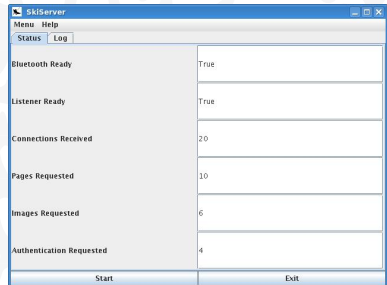 SkiServer
Menu Help
Status Log
Bluetooth Ready True
Listener Ready True
Connections Received 20
Pages Requested 10
Images Requested 6
Authentication Requested 4
Start Exit